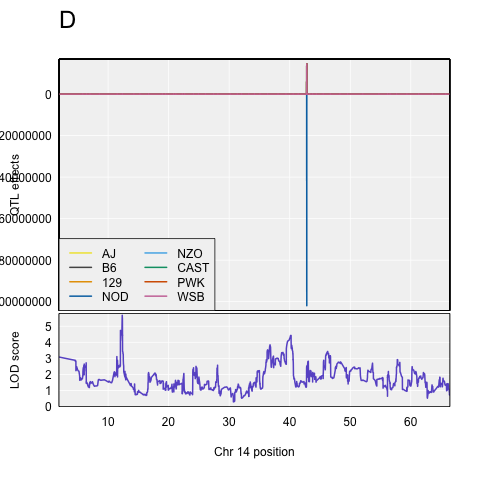 D
0
20000000
40000000
60000000
80000000
00000000
QTL effects
AJ NZO
B6 CAST
129 PWK
NOD WSB
5
4
3
2
1
0
LOD score
10 20 30 40 50 60
Chr 14 position